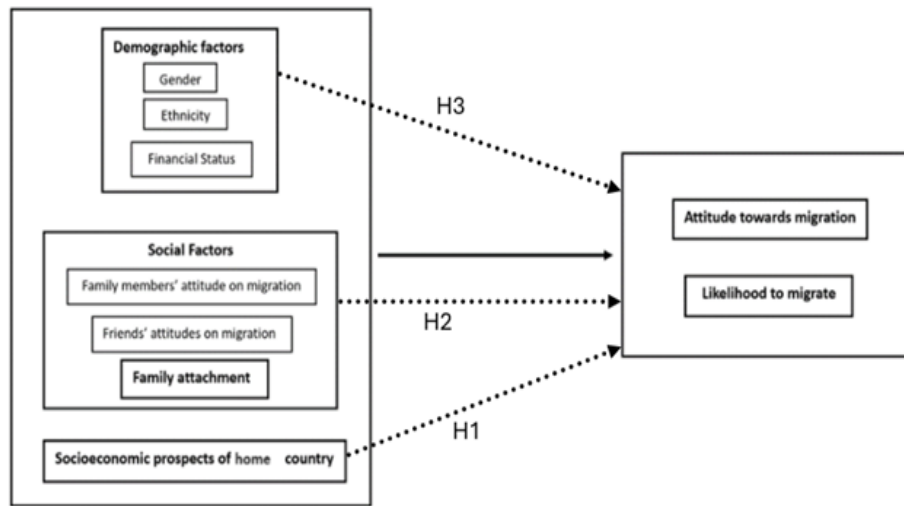 Demographic factors
Gender
Ethnicity
Financial Status
H3
Social Factors
Family members' attitude on migration
Friends' attitudes on migration
Family attachment
H2
Socioeconomic prospects of home country
H1
Attitude towards migration
Likelihood to migrate